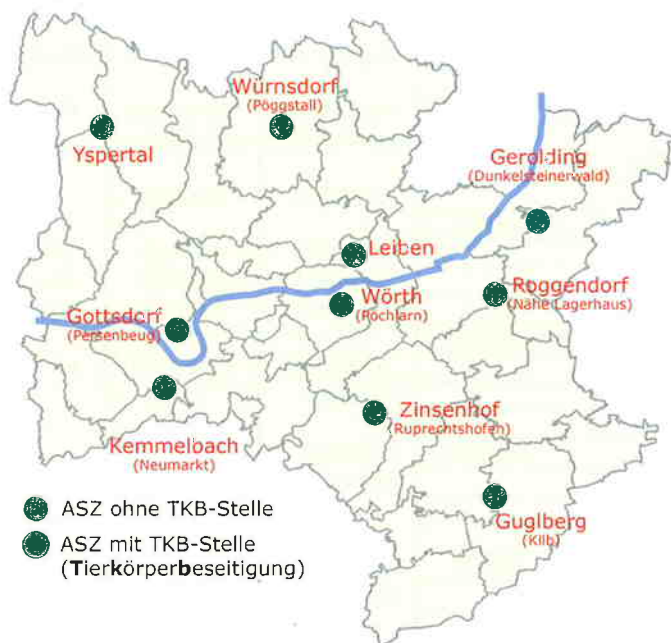 Würnsdorf
(Pöggstall)
Yspertal
Gerolding
(Dunkelsteinerwald)
Leiben
Gottsdorf
(Persenbeug)
Wörth
(Pöchlarn)
Roggendorf
(Nähe Lagerhaus)
Kemmelbach
(Neumarkt)
Zinsenhof
(Ruprechtshofen)
Guglberg
(Kilb)
ASZ ohne TKB-Stelle
ASZ mit TKB-Stelle
(Tierkörperbeseitigung)